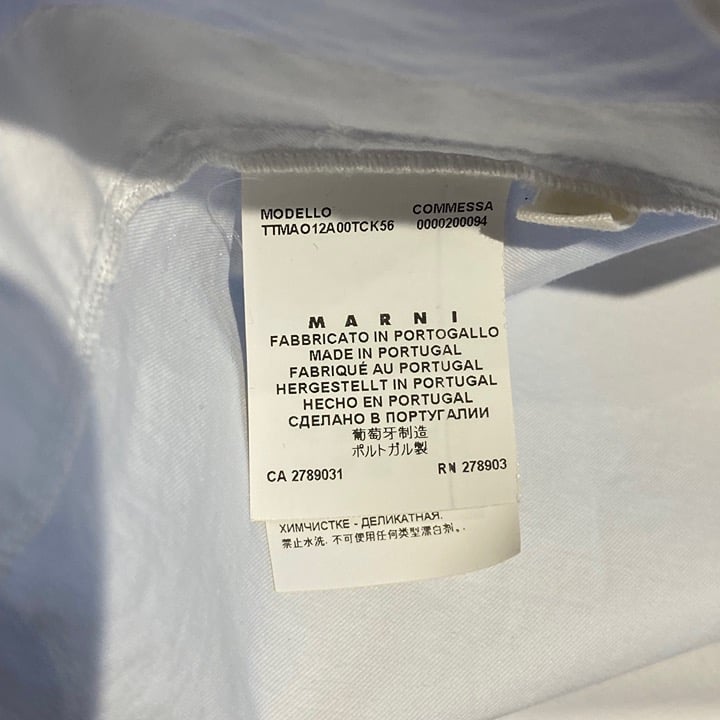 MODELLO COMMESSA
TTMAO12A00TCK56 0000200094
MARNI
FABBRICATO IN PORTOGALLO
MADE IN PORTUGAL
FABRIQUÉ AU PORTUGAL
HERGESTELLT IN PORTUGAL
HECHO EN PORTUGAL
СДЕЛАНО В ПОРТУГАЛИИ
葡萄牙制造
ポルトガル製
CA 2789031 RN 278903
ХИМЧИСТКЕ - ДЕЛИКАТНАЯ.
禁止水洗. 不可使用任何类型漂白剂。.